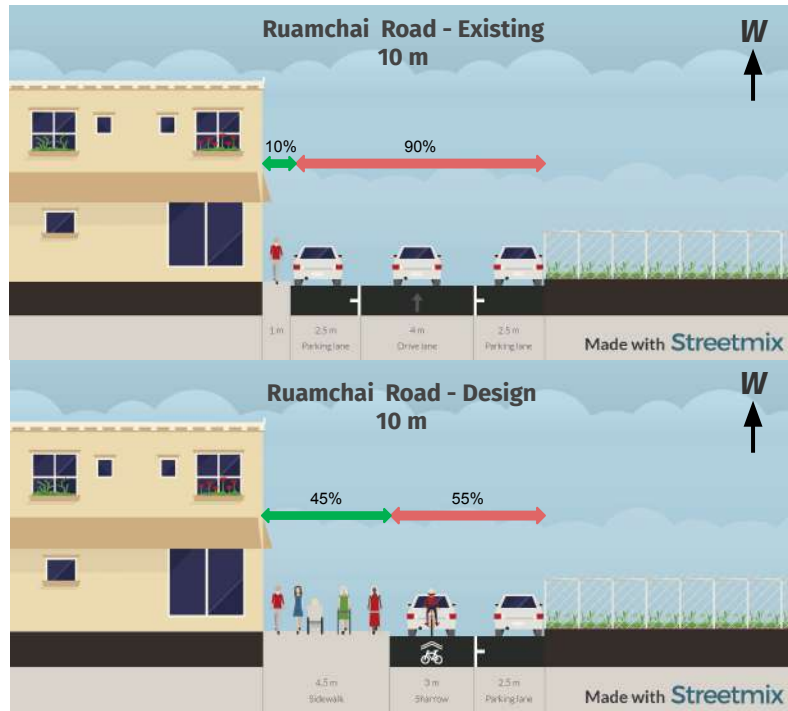 Ruamchai Road - Existing
10 m
W
10%
90%
1 m
2.5 m
4 m
2.5 m
Parking lane
Drive lane
Parking lane
Made with Streetmix
Ruamchai Road - Design
10 m
W
45%
55%
4.5 m
3 m
2.5 m
Sidewalk
Sharrow
Parking lane
Made with Streetmix